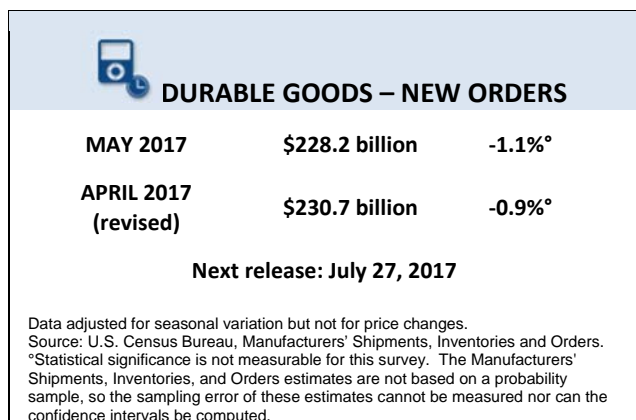 DURABLE GOODS – NEW ORDERS
MAY 2017 $228.2 billion -1.1%°
APRIL 2017
(revised) $230.7 billion -0.9%°
Next release: July 27, 2017
Data adjusted for seasonal variation but not for price changes.
Source: U.S. Census Bureau, Manufacturers' Shipments, Inventories and Orders.
°Statistical significance is not measurable for this survey.  The Manufacturers'
Shipments, Inventories, and Orders estimates are not based on a probability
sample, so the sampling error of these estimates cannot be measured nor can the
confidence intervals be computed.